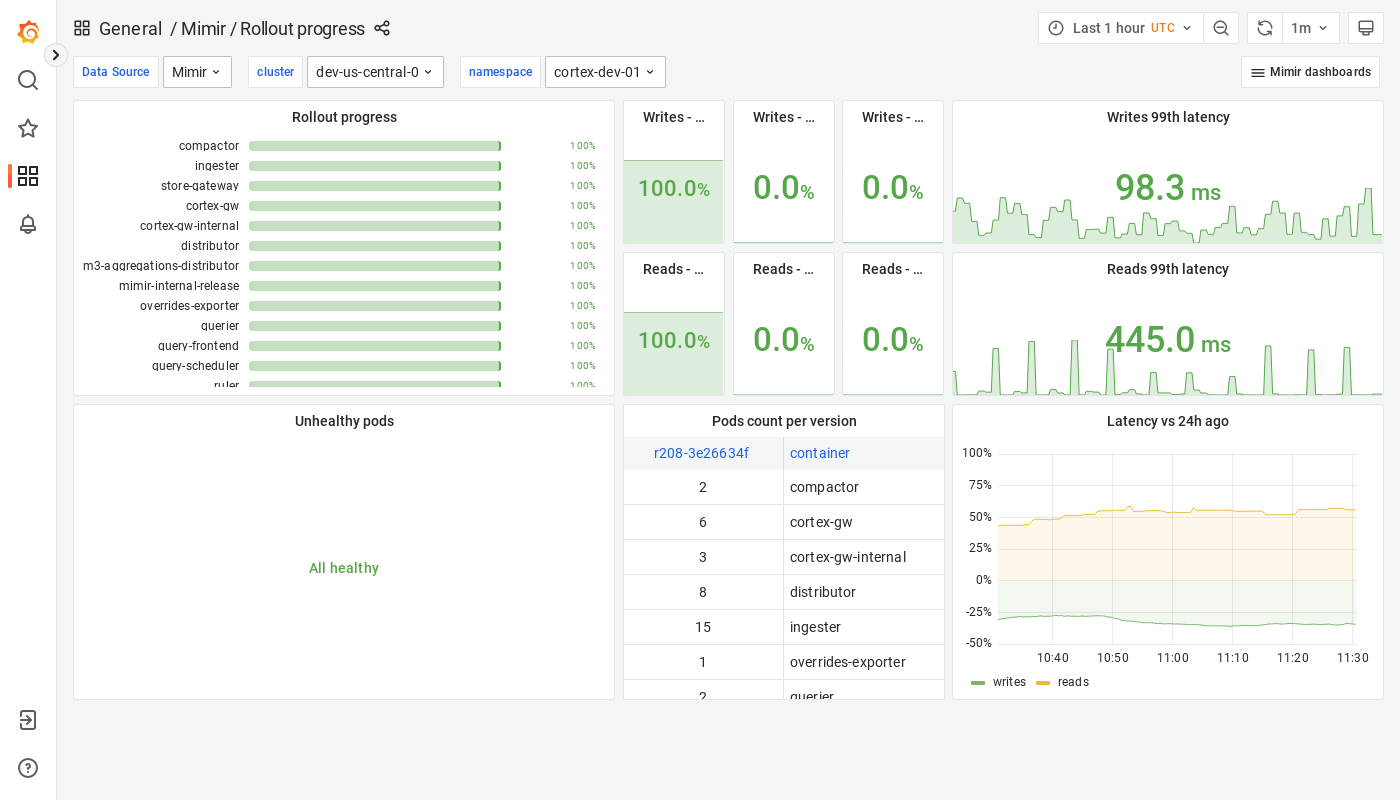 General / Mimir / Rollout progress
Last 1 hour UTC
1m
Data Source
Mimir
cluster
dev-us-central-0
namespace
cortex-dev-01
Mimir dashboards
Rollout progress
compactor 100%
ingester 100%
store-gateway 100%
cortex-gw 100%
cortex-gw-internal 100%
distributor 100%
m3-aggregations-distributor 100%
mimir-internal-release 100%
overrides-exporter 100%
querier 100%
query-frontend 100%
query-scheduler 100%
ruler 100%
Writes - ...
100.0%
Writes - ...
0.0%
Writes - ...
0.0%
Writes 99th latency
98.3 ms
Reads - ...
100.0%
Reads - ...
0.0%
Reads - ...
0.0%
Reads 99th latency
445.0 ms
Unhealthy pods
All healthy
Pods count per version
r208-3e26634f container
2 compactor
6 cortex-gw
3 cortex-gw-internal
8 distributor
15 ingester
1 overrides-exporter
2 querier
Latency vs 24h ago
100%
75%
50%
25%
0%
-25%
-50%
10:40 10:50 11:00 11:10 11:20 11:30
writes reads